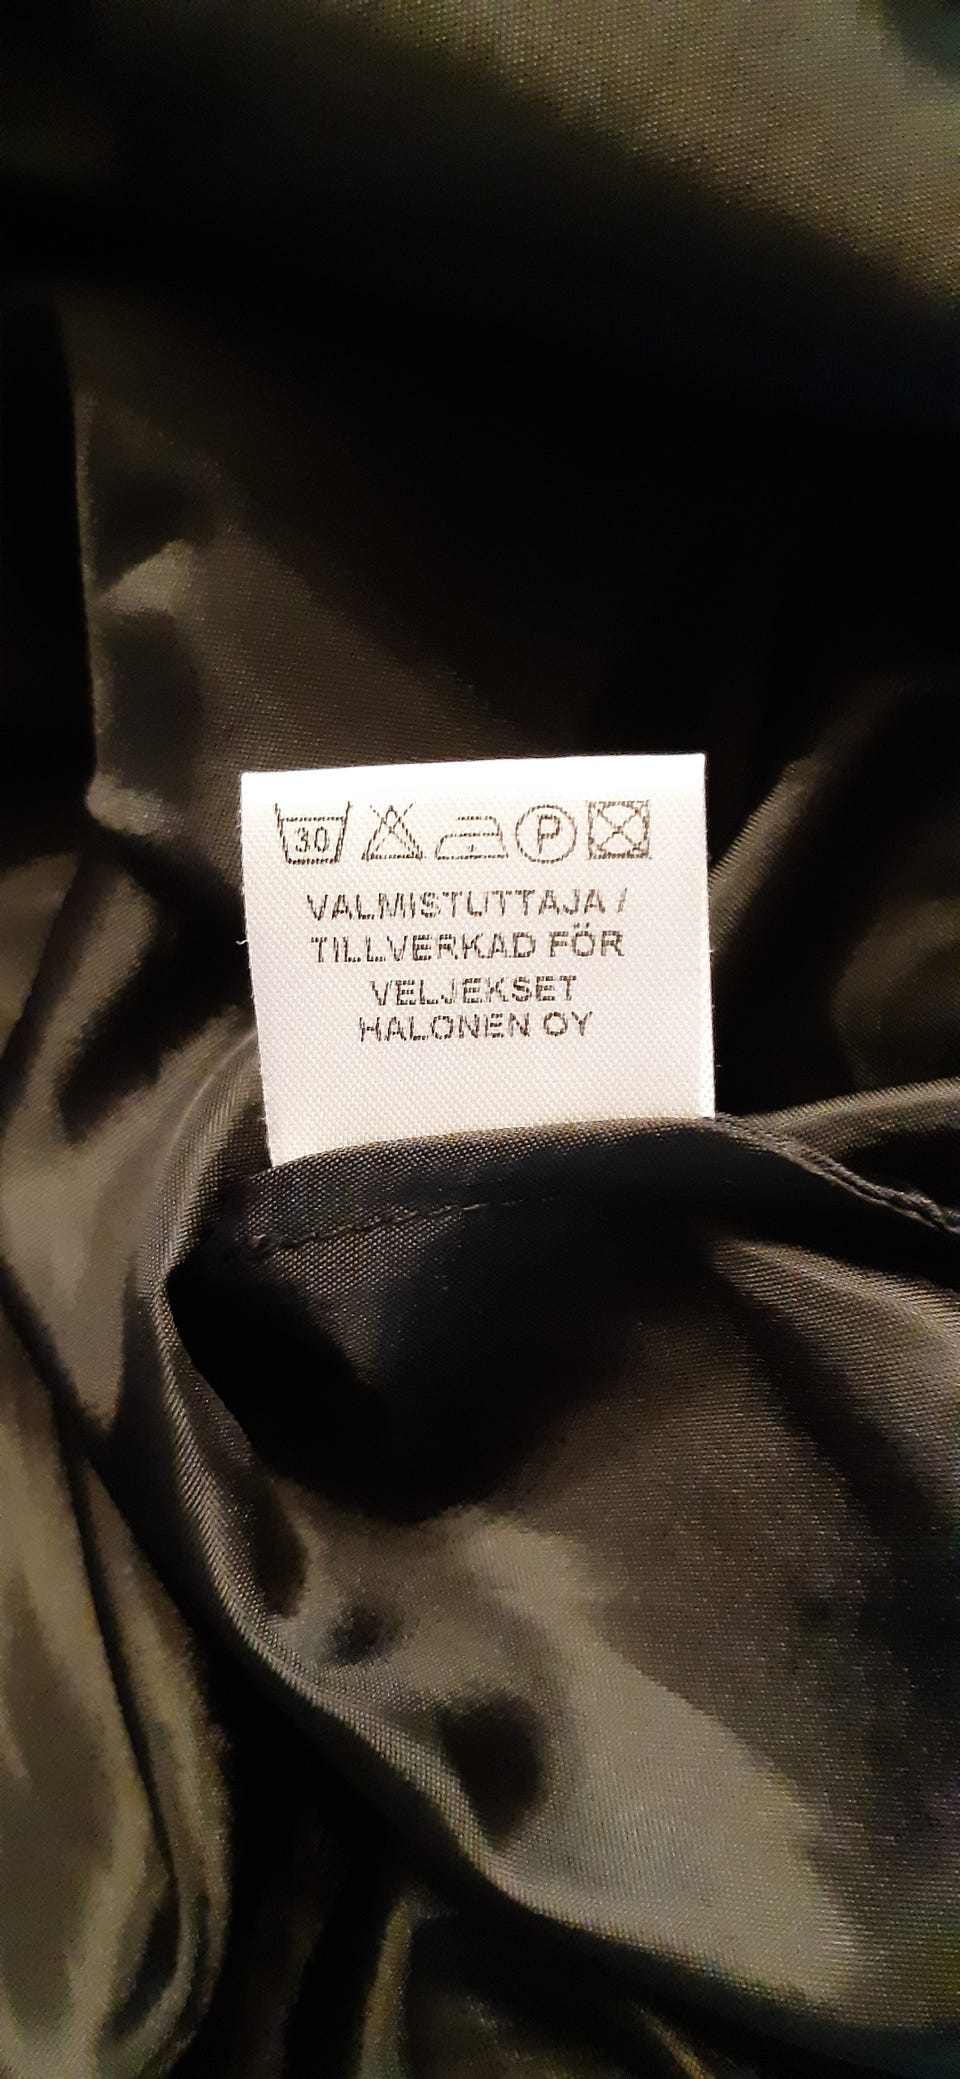 30 P
VALMISTUTTAJA /
TILLVERKAD FÖR
VELJEKSET
HALONEN OY